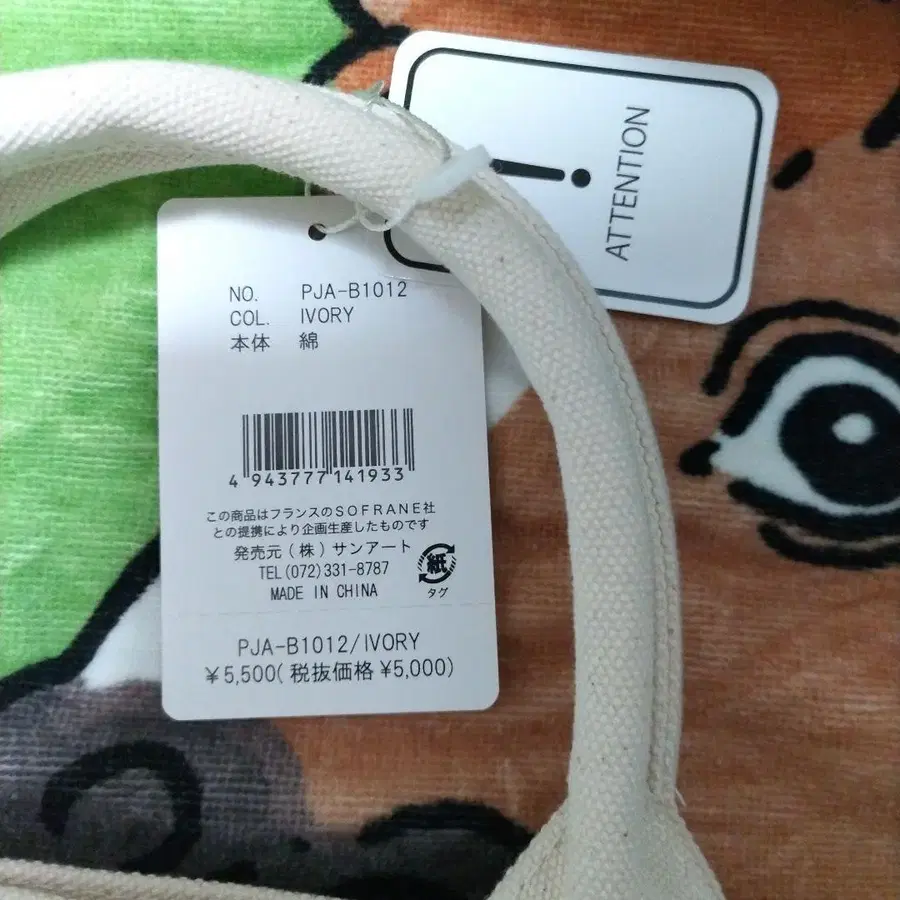 ATTENTION
NO. PJA-B1012
COL. IVORY
本体 綿
4 943777 141933
この商品はフランスのSOFRANE社
との提携により企画生産したものです
発売元(株)サンアート
TEL(072)331-8787
MADE IN CHINA
紙
タグ
PJA-B1012/IVORY
¥5,500(税抜価格¥5,000)